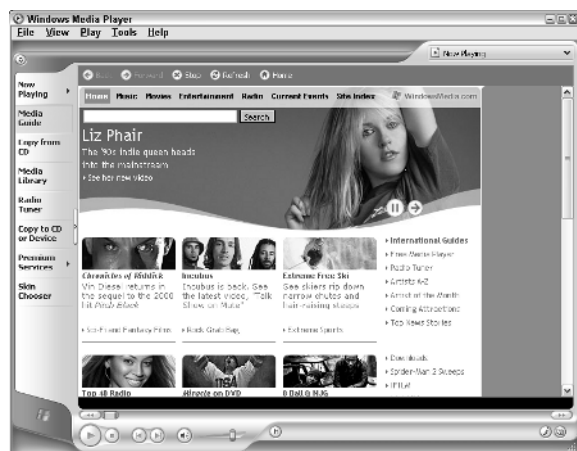 Windows Media Player
File View Play Tools Help
Now Playing
Back Forward Stop Refresh Home
Now
Playing
Media
Guide
Copy from
CD
Media
Library
Radio
Tuner
Copy to CD
or Device
Premium
Services
Skin
Chooser
Home Music Movies Entertainment Radio Current Events Site Index WindowsMedia.com
Search
Liz Phair
The '90s indie queen heads
into the mainstream
See her new video
Chronicles of Riddick
Vin Diesel returns in
the sequel to the 2000
hit Pitch Black
Sci-Fi and Fantasy Films
Incubus
Incubus is back. See
the latest video, "Talk
Show on Mute"
Rock Grab Bag
Extreme Free Ski
See skiers rip down
narrow chutes and
hair-raising steeps
Extreme Sports
International Guides
Free Media Player
Radio Tuner
Artists A-Z
Artist of the Month
Coming Attractions
Top News Stories
Downloads
Spider-Man 2 Sweeps
USA
Top 40 Radio
Miracle on DVD